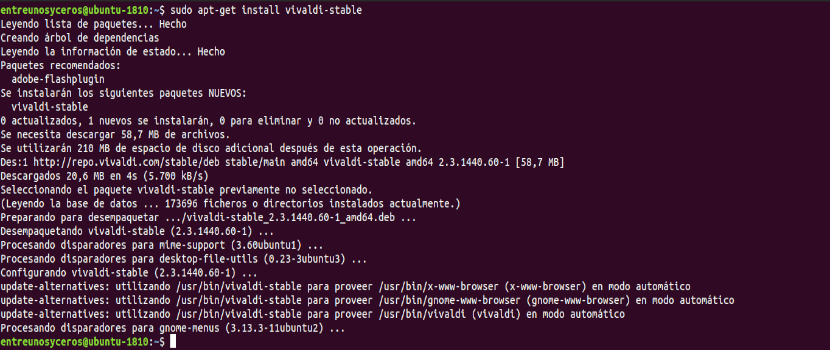 entreunosyceros@ubuntu-1810:~$ sudo apt-get install vivaldi-stable
Leyendo lista de paquetes... Hecho
Creando árbol de dependencias
Leyendo la información de estado... Hecho
Paquetes recomendados:
adobe-flashplugin
Se instalarán los siguientes paquetes NUEVOS:
vivaldi-stable
0 actualizados, 1 nuevos se instalarán, 0 para eliminar y 0 no actualizados.
Se necesita descargar 58,7 MB de archivos.
Se utilizarán 210 MB de espacio de disco adicional después de esta operación.
Des:1 http://repo.vivaldi.com/stable/deb stable/main amd64 vivaldi-stable amd64 2.3.1440.60-1 [58,7 MB]
Descargados 20,6 MB en 4s (5.700 kB/s)
Seleccionando el paquete vivaldi-stable previamente no seleccionado.
(Leyendo la base de datos ... 173696 ficheros o directorios instalados actualmente.)
Preparando para desempaquetar .../vivaldi-stable_2.3.1440.60-1_amd64.deb ...
Desempaquetando vivaldi-stable (2.3.1440.60-1) ...
Procesando disparadores para mime-support (3.60ubuntu1) ...
Procesando disparadores para desktop-file-utils (0.23-3ubuntu3) ...
Configurando vivaldi-stable (2.3.1440.60-1) ...
update-alternatives: utilizando /usr/bin/vivaldi-stable para proveer /usr/bin/x-www-browser (x-www-browser) en modo automático
update-alternatives: utilizando /usr/bin/vivaldi-stable para proveer /usr/bin/gnome-www-browser (gnome-www-browser) en modo automático
update-alternatives: utilizando /usr/bin/vivaldi-stable para proveer /usr/bin/vivaldi (vivaldi) en modo automático
Procesando disparadores para gnome-menus (3.13.3-11ubuntu2) ...
entreunosyceros@ubuntu-1810:~$